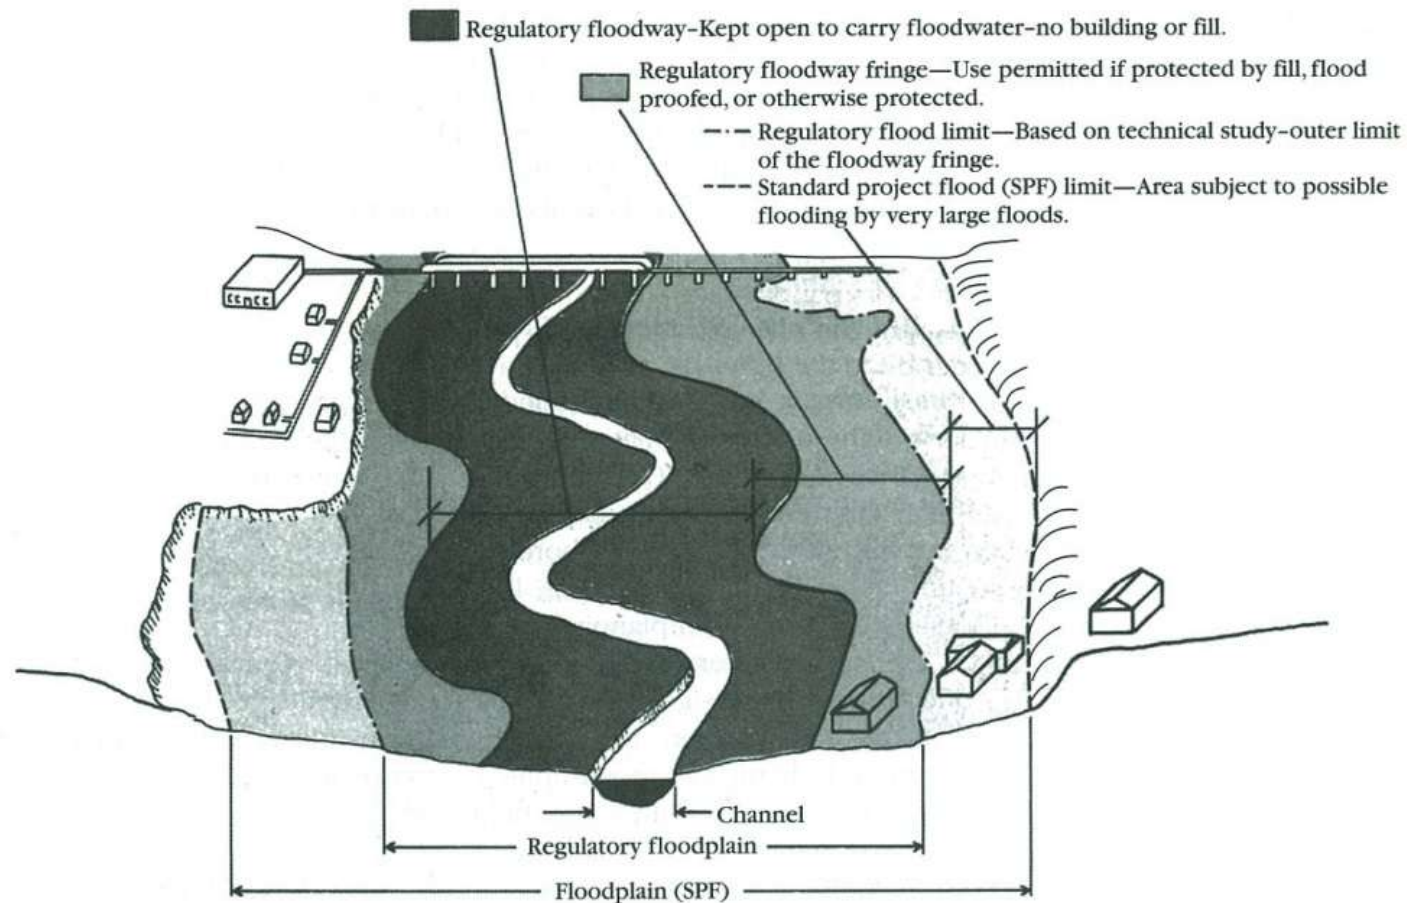 Regulatory floodway–Kept open to carry floodwater–no building or fill.
Regulatory floodway fringe—Use permitted if protected by fill, flood
proofed, or otherwise protected.
Regulatory flood limit—Based on technical study–outer limit
of the floodway fringe.
Standard project flood (SPF) limit—Area subject to possible
flooding by very large floods.
Channel
Regulatory floodplain
Floodplain (SPF)